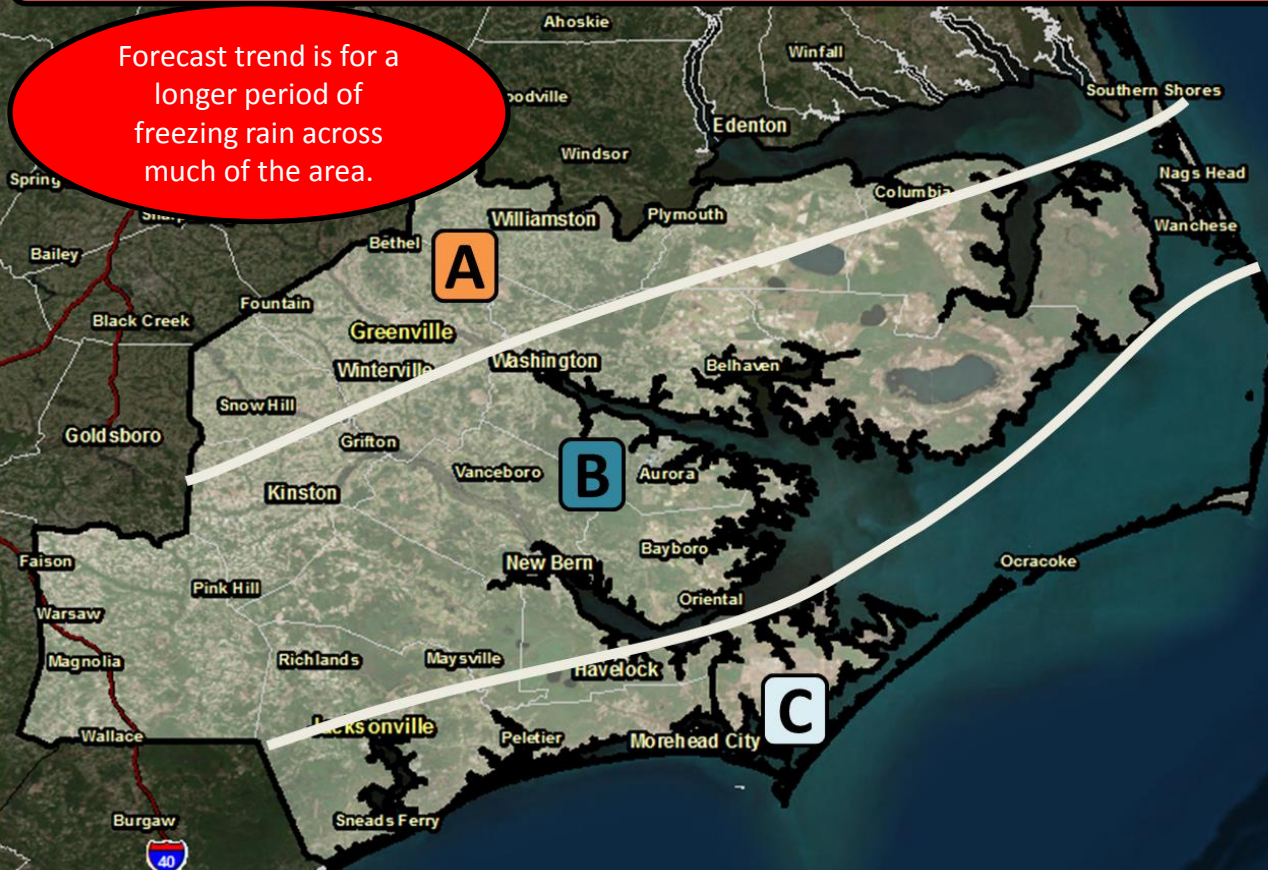 Forecast trend is for a
longer period of
freezing rain across
much of the area.
Ahoskie
Winfall
Southern Shores
Edenton
Windsor
Spring
Nags Head
Columbia
Williamston
Plymouth
Wanchese
Bethel
Bailey
A
Fountain
Black Creek
Greenville
Washington
Belhaven
Winterville
Snow Hill
Goldsboro
Grifton
Vanceboro
B
Aurora
Kinston
Bayboro
New Bern
Faison
Ocracoke
Pink Hill
Oriental
Warsaw
Magnolia
Richlands
Maysville
Havelock
C
Jacksonville
Wallace
Peletier
Morehead City
Burgaw
Sneads Ferry
40